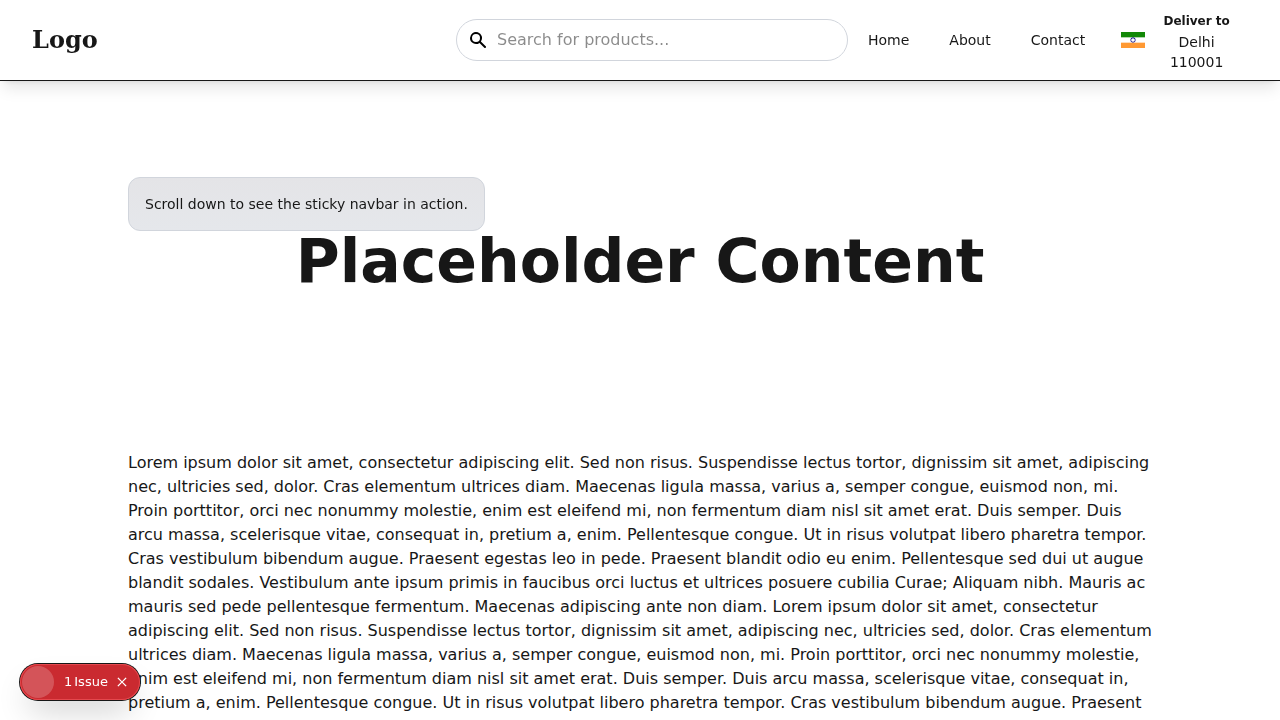 Logo
Search for products...
Home
About
Contact
Deliver to
Delhi
110001
Scroll down to see the sticky navbar in action.
Placeholder Content
Lorem ipsum dolor sit amet, consectetur adipiscing elit. Sed non risus. Suspendisse lectus tortor, dignissim sit amet, adipiscing
nec, ultricies sed, dolor. Cras elementum ultrices diam. Maecenas ligula massa, varius a, semper congue, euismod non, mi.
Proin porttitor, orci nec nonummy molestie, enim est eleifend mi, non fermentum diam nisl sit amet erat. Duis semper. Duis
arcu massa, scelerisque vitae, consequat in, pretium a, enim. Pellentesque congue. Ut in risus volutpat libero pharetra tempor.
Cras vestibulum bibendum augue. Praesent egestas leo in pede. Praesent blandit odio eu enim. Pellentesque sed dui ut augue
blandit sodales. Vestibulum ante ipsum primis in faucibus orci luctus et ultrices posuere cubilia Curae; Aliquam nibh. Mauris ac
mauris sed pede pellentesque fermentum. Maecenas adipiscing ante non diam. Lorem ipsum dolor sit amet, consectetur
adipiscing elit. Sed non risus. Suspendisse lectus tortor, dignissim sit amet, adipiscing nec, ultricies sed, dolor. Cras elementum
ultrices diam. Maecenas ligula massa, varius a, semper congue, euismod non, mi. Proin porttitor, orci nec nonummy molestie,
enim est eleifend mi, non fermentum diam nisl sit amet erat. Duis semper. Duis arcu massa, scelerisque vitae, consequat in,
pretium a, enim. Pellentesque congue. Ut in risus volutpat libero pharetra tempor. Cras vestibulum bibendum augue. Praesent
1 Issue